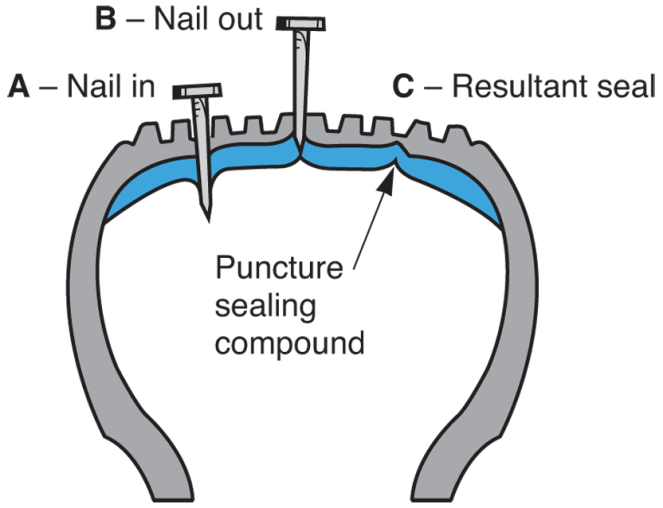 B – Nail out
A – Nail in
C – Resultant seal
Puncture
sealing
compound